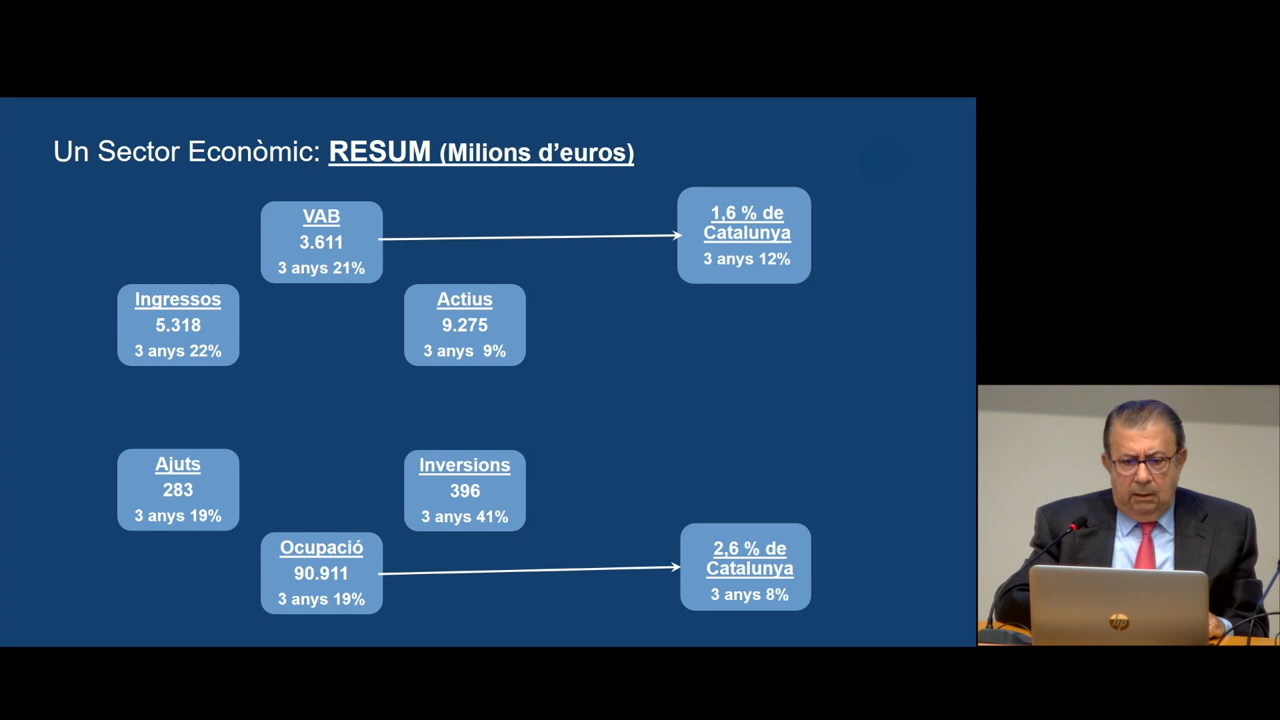 Un Sector Econòmic: RESUM (Milions d’euros)
VAB
3.611
3 anys 21%
1,6 % de
Catalunya
3 anys 12%
Ingressos
5.318
3 anys 22%
Actius
9.275
3 anys  9%
Ajuts
283
3 anys 19%
Inversions
396
3 anys 41%
Ocupació
90.911
3 anys 19%
2,6 % de
Catalunya
3 anys 8%
hp